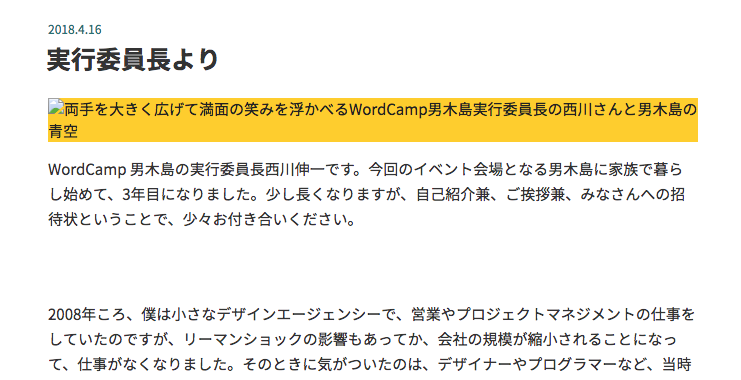 2018.4.16
実行委員長より
両手を大きく広げて満面の笑みを浮かべるWordCamp男木島実行委員長の西川さんと男木島の
青空
WordCamp 男木島の実行委員長西川伸一です。今回のイベント会場となる男木島に家族で暮ら
し始めて、3年目になりました。少し長くなりますが、自己紹介兼、ご挨拶兼、みなさんへの招
待状ということで、少々お付き合いください。
2008年ころ、僕は小さなデザインエージェンシーで、営業やプロジェクトマネジメントの仕事を
していたのですが、リーマンショックの影響もあってか、会社の規模が縮小されることになっ
て、仕事がなくなりました。そのときに気がついたのは、デザイナーやプログラマーなど、当時